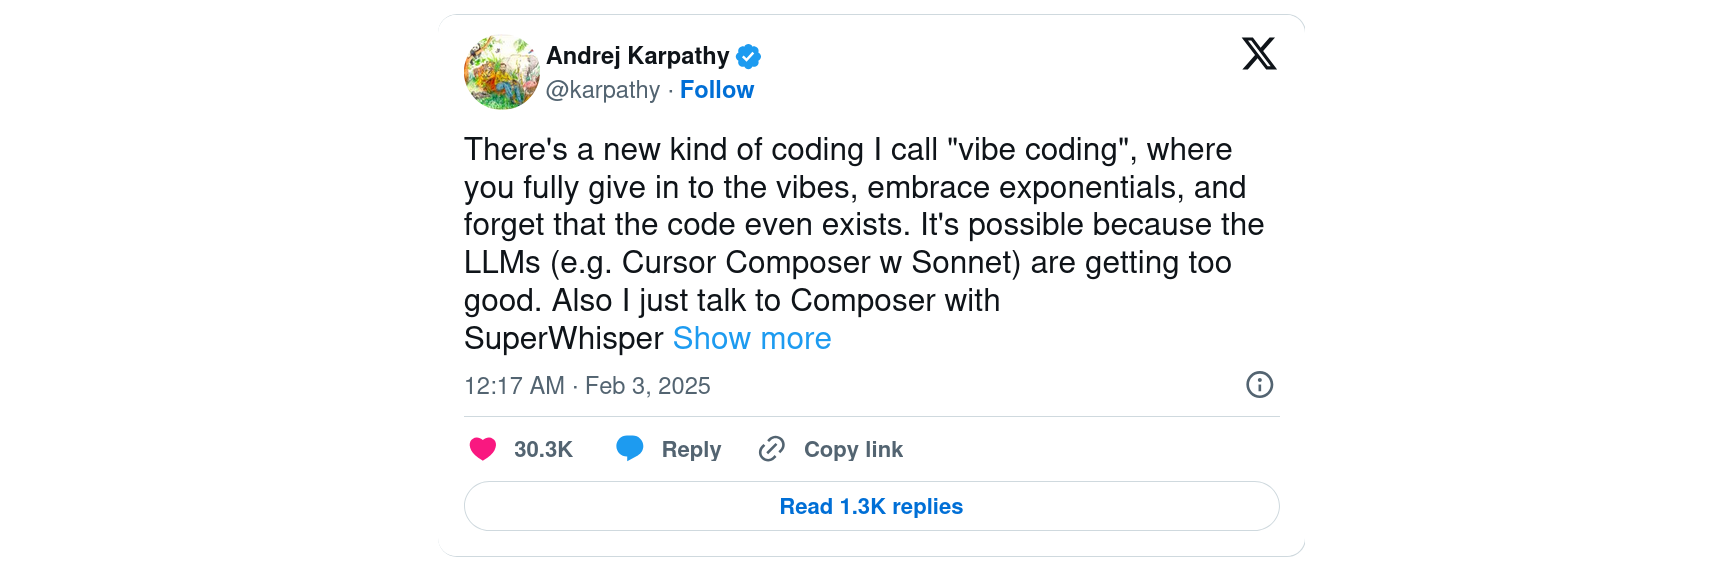 Andrej Karpathy
@karpathy · Follow
There's a new kind of coding I call "vibe coding", where
you fully give in to the vibes, embrace exponentials, and
forget that the code even exists. It's possible because the
LLMs (e.g. Cursor Composer w Sonnet) are getting too
good. Also I just talk to Composer with
SuperWhisper Show more
12:17 AM · Feb 3, 2025
30.3K Reply Copy link
Read 1.3K replies